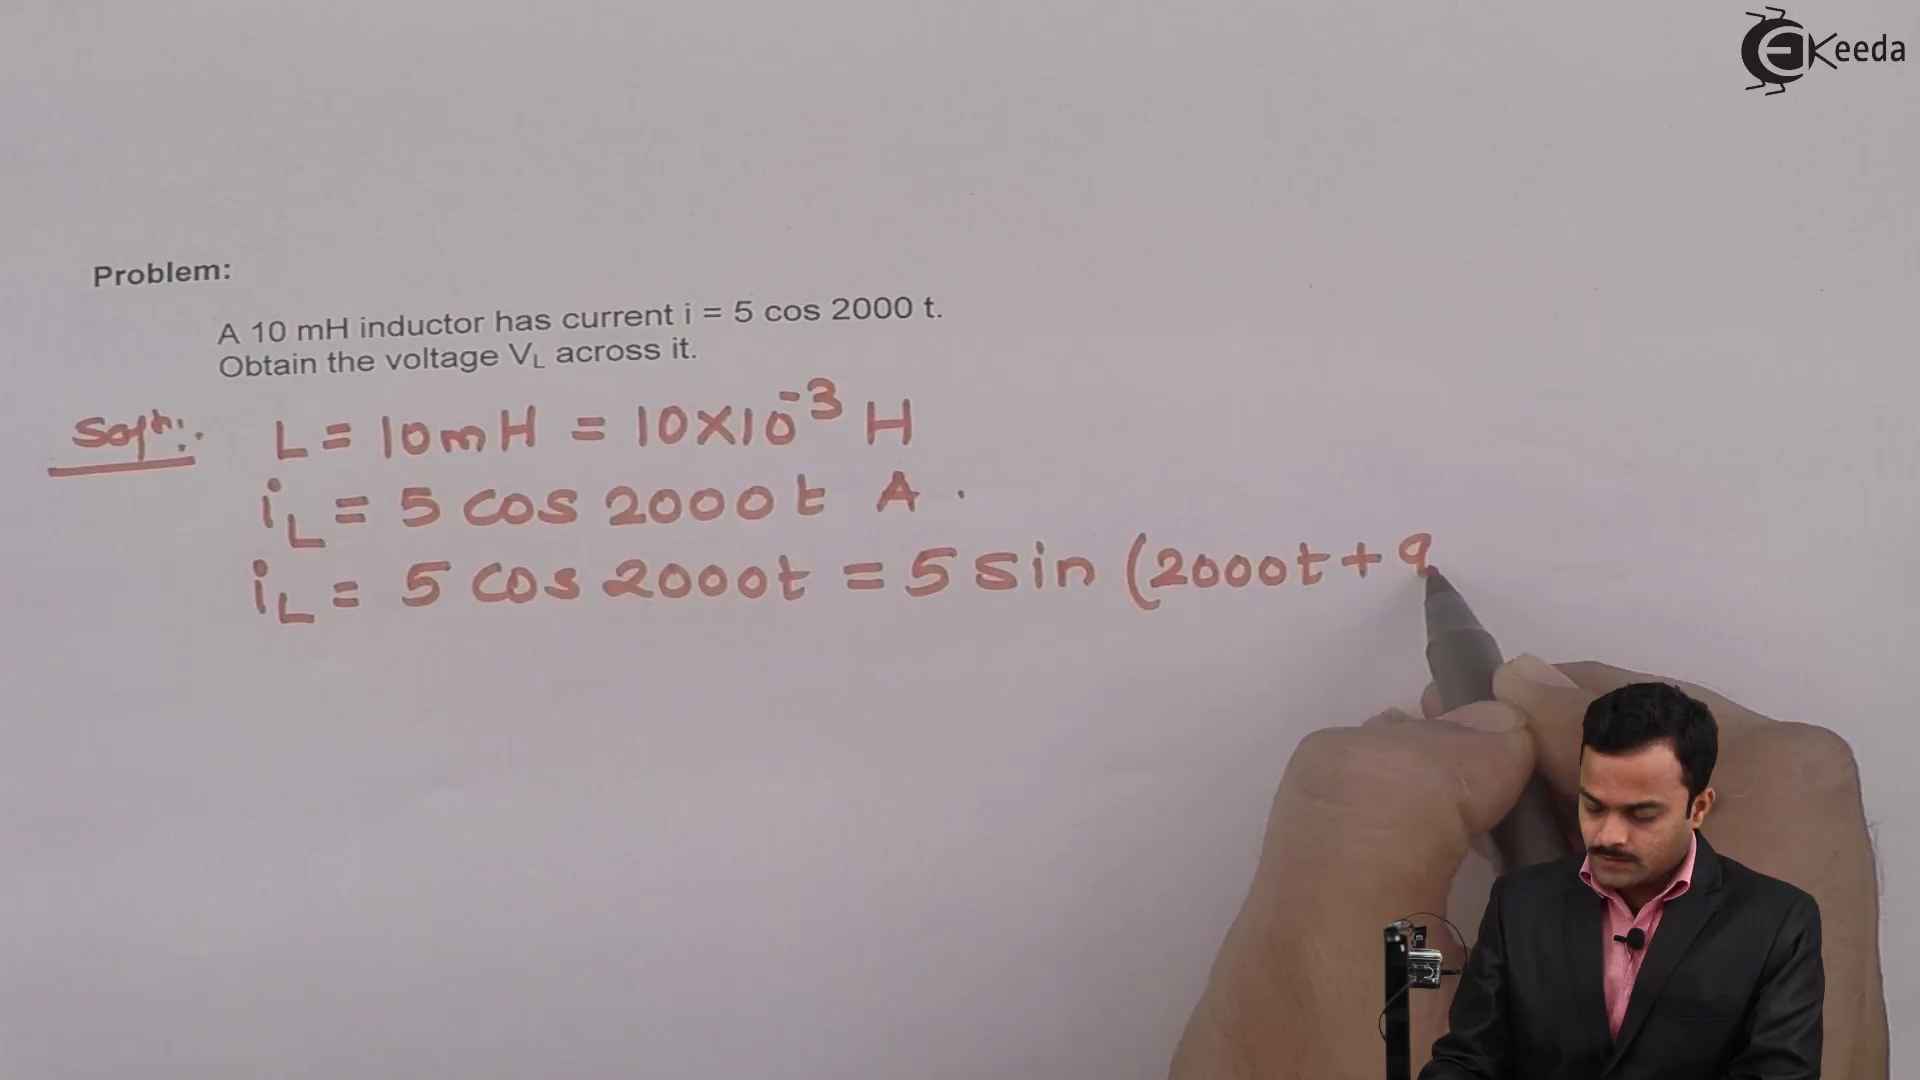 EKeeda
Problem:
A 10 mH inductor has current i = 5 cos 2000 t.
Obtain the voltage VL across it.
Soln:.
L = 10mH = 10×10⁻³ H
iL = 5 cos 2000t A.
iL = 5 cos 2000t = 5 sin (2000t + 9